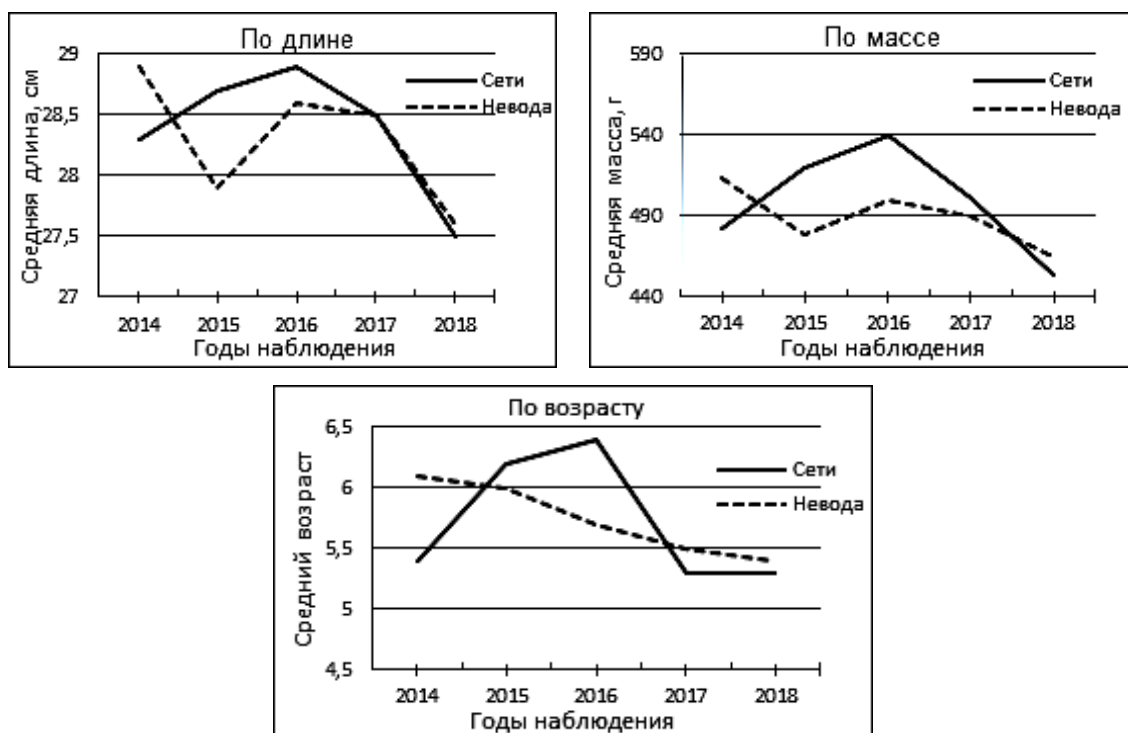 По длине
29
28,5
28
27,5
27
Средняя длина, см
Сети
Невода
2014 2015 2016 2017 2018
Годы наблюдения
По массе
590
540
490
440
Средняя масса, г
Сети
Невода
2014 2015 2016 2017 2018
Годы наблюдения
По возрасту
6,5
6
5,5
5
4,5
Средний возраст
Сети
Невода
2014 2015 2016 2017 2018
Годы наблюдения